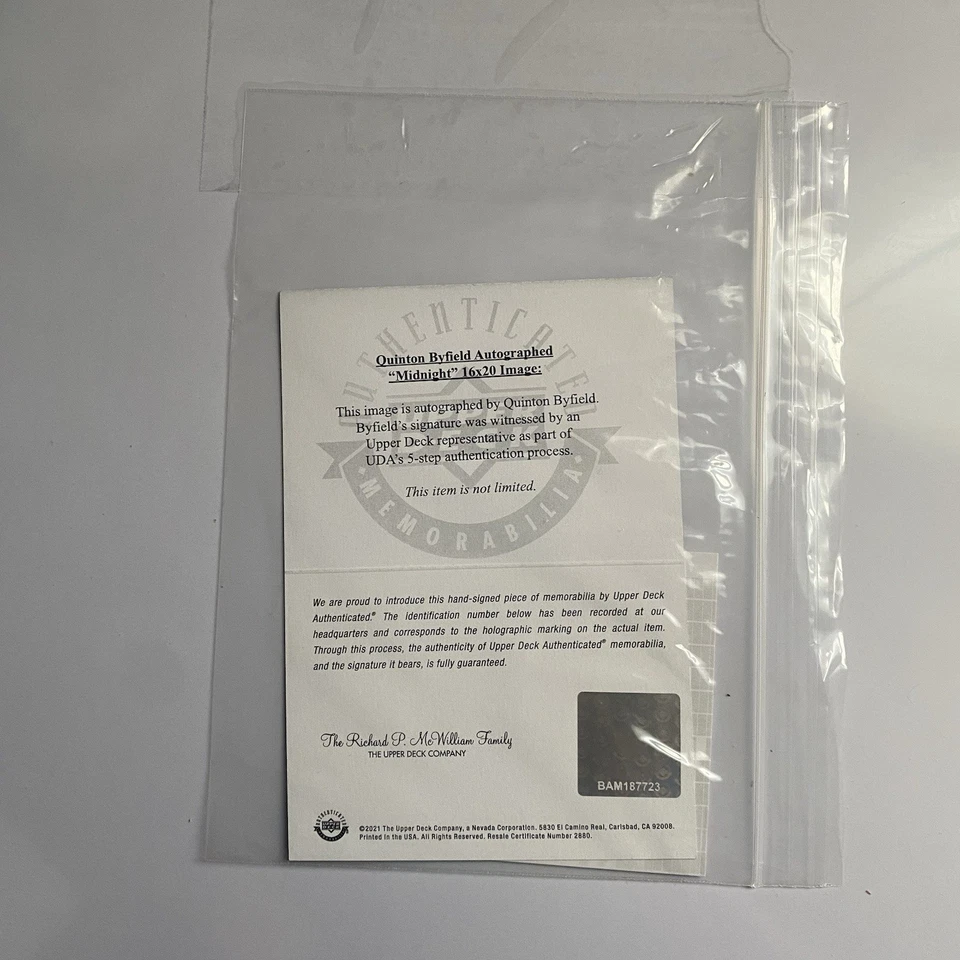 AUTHENTICATED
Quinton Byfield Autographed
“Midnight” 16x20 Image:
This image is autographed by Quinton Byfield.
Byfield's signature was witnessed by an
Upper Deck representative as part of
UDA's 5-step authentication process.
This item is not limited.
MEMORABILIA
We are proud to introduce this hand-signed piece of memorabilia by Upper Deck
Authenticated.® The identification number below has been recorded at our
headquarters and corresponds to the holographic marking on the actual item.
Through this process, the authenticity of Upper Deck Authenticated® memorabilia,
and the signature it bears, is fully guaranteed.
The Richard P. McWilliam Family
THE UPPER DECK COMPANY
BAM187723
AUTHENTICATED
©2021 The Upper Deck Company, a Nevada Corporation. 5830 El Camino Real, Carlsbad, CA 92008.
Printed in the USA. All Rights Reserved. Resale Certificate Number 2880.